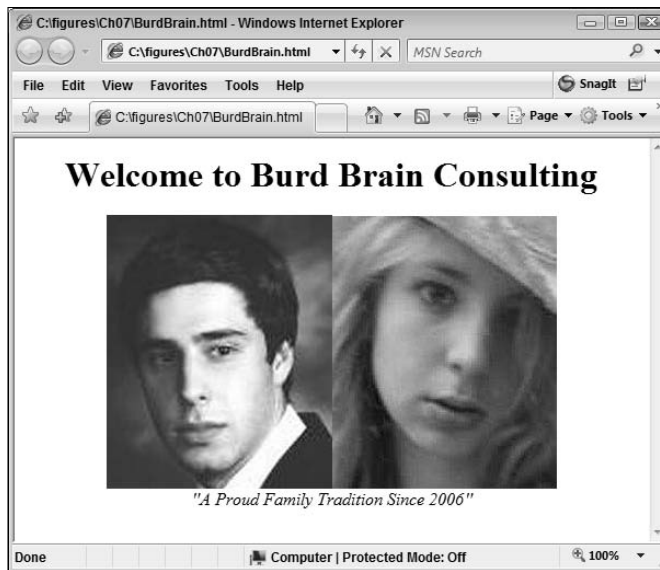 C:\figures\Ch07\BurdBrain.html - Windows Internet Explorer
C:\figures\Ch07\BurdBrain.html MSN Search
File Edit View Favorites Tools Help SnagIt
C:\figures\Ch07\BurdBrain.html Page Tools
Welcome to Burd Brain Consulting
"A Proud Family Tradition Since 2006"
Done Computer | Protected Mode: Off 100%